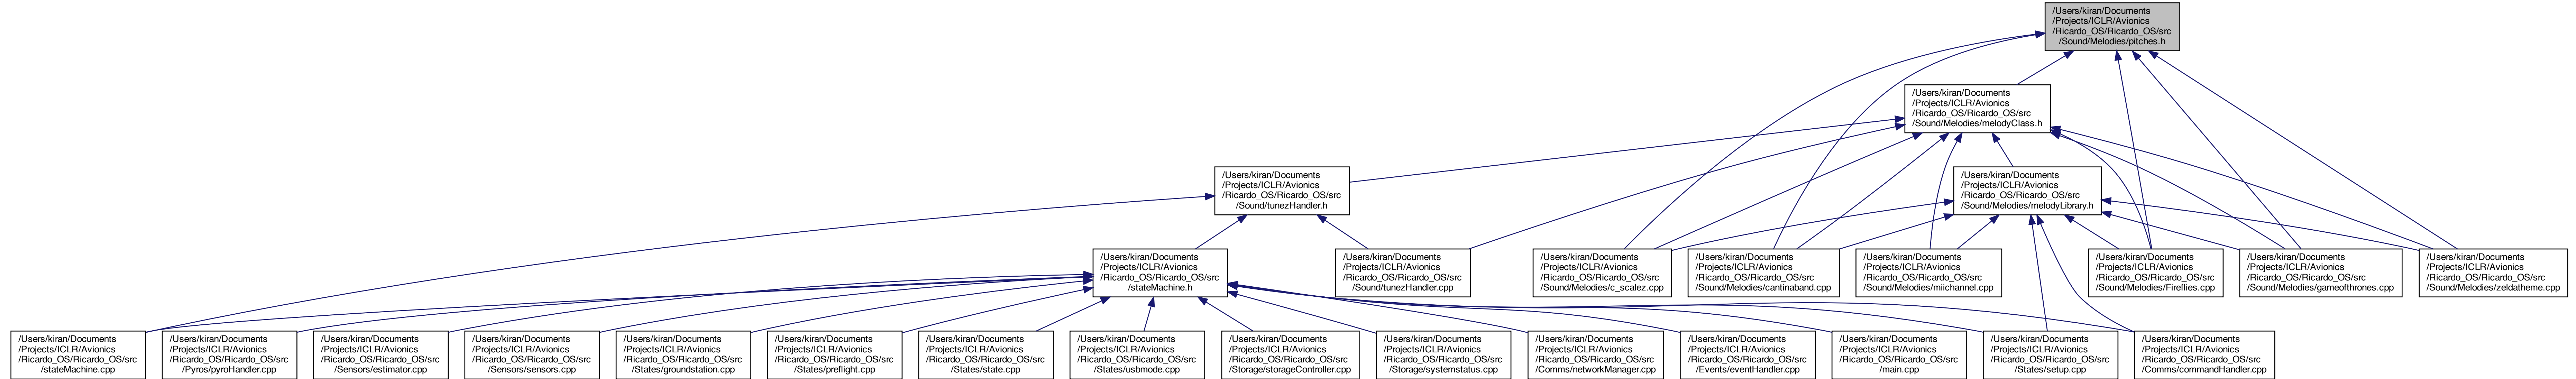 /Users/kiran/Documents
/Projects/ICLR/Avionics
/Ricardo_OS/Ricardo_OS/src
/Sound/Melodies/pitches.h
/Users/kiran/Documents
/Projects/ICLR/Avionics
/Ricardo_OS/Ricardo_OS/src
/Sound/Melodies/melodyClass.h
/Users/kiran/Documents
/Projects/ICLR/Avionics
/Ricardo_OS/Ricardo_OS/src
/Sound/tunezHandler.h
/Users/kiran/Documents
/Projects/ICLR/Avionics
/Ricardo_OS/Ricardo_OS/src
/Sound/Melodies/melodyLibrary.h
/Users/kiran/Documents
/Projects/ICLR/Avionics
/Ricardo_OS/Ricardo_OS/src
/stateMachine.h
/Users/kiran/Documents
/Projects/ICLR/Avionics
/Ricardo_OS/Ricardo_OS/src
/Sound/tunezHandler.cpp
/Users/kiran/Documents
/Projects/ICLR/Avionics
/Ricardo_OS/Ricardo_OS/src
/Sound/Melodies/c_scalez.cpp
/Users/kiran/Documents
/Projects/ICLR/Avionics
/Ricardo_OS/Ricardo_OS/src
/Sound/Melodies/cantinaband.cpp
/Users/kiran/Documents
/Projects/ICLR/Avionics
/Ricardo_OS/Ricardo_OS/src
/Sound/Melodies/miichannel.cpp
/Users/kiran/Documents
/Projects/ICLR/Avionics
/Ricardo_OS/Ricardo_OS/src
/Sound/Melodies/Fireflies.cpp
/Users/kiran/Documents
/Projects/ICLR/Avionics
/Ricardo_OS/Ricardo_OS/src
/Sound/Melodies/gameofthrones.cpp
/Users/kiran/Documents
/Projects/ICLR/Avionics
/Ricardo_OS/Ricardo_OS/src
/Sound/Melodies/zeldatheme.cpp
/Users/kiran/Documents
/Projects/ICLR/Avionics
/Ricardo_OS/Ricardo_OS/src
/stateMachine.cpp
/Users/kiran/Documents
/Projects/ICLR/Avionics
/Ricardo_OS/Ricardo_OS/src
/Pyros/pyroHandler.cpp
/Users/kiran/Documents
/Projects/ICLR/Avionics
/Ricardo_OS/Ricardo_OS/src
/Sensors/estimator.cpp
/Users/kiran/Documents
/Projects/ICLR/Avionics
/Ricardo_OS/Ricardo_OS/src
/Sensors/sensors.cpp
/Users/kiran/Documents
/Projects/ICLR/Avionics
/Ricardo_OS/Ricardo_OS/src
/States/groundstation.cpp
/Users/kiran/Documents
/Projects/ICLR/Avionics
/Ricardo_OS/Ricardo_OS/src
/States/preflight.cpp
/Users/kiran/Documents
/Projects/ICLR/Avionics
/Ricardo_OS/Ricardo_OS/src
/States/state.cpp
/Users/kiran/Documents
/Projects/ICLR/Avionics
/Ricardo_OS/Ricardo_OS/src
/States/usbmode.cpp
/Users/kiran/Documents
/Projects/ICLR/Avionics
/Ricardo_OS/Ricardo_OS/src
/Storage/storageController.cpp
/Users/kiran/Documents
/Projects/ICLR/Avionics
/Ricardo_OS/Ricardo_OS/src
/Storage/systemstatus.cpp
/Users/kiran/Documents
/Projects/ICLR/Avionics
/Ricardo_OS/Ricardo_OS/src
/Comms/networkManager.cpp
/Users/kiran/Documents
/Projects/ICLR/Avionics
/Ricardo_OS/Ricardo_OS/src
/Events/eventHandler.cpp
/Users/kiran/Documents
/Projects/ICLR/Avionics
/Ricardo_OS/Ricardo_OS/src
/main.cpp
/Users/kiran/Documents
/Projects/ICLR/Avionics
/Ricardo_OS/Ricardo_OS/src
/States/setup.cpp
/Users/kiran/Documents
/Projects/ICLR/Avionics
/Ricardo_OS/Ricardo_OS/src
/Comms/commandHandler.cpp